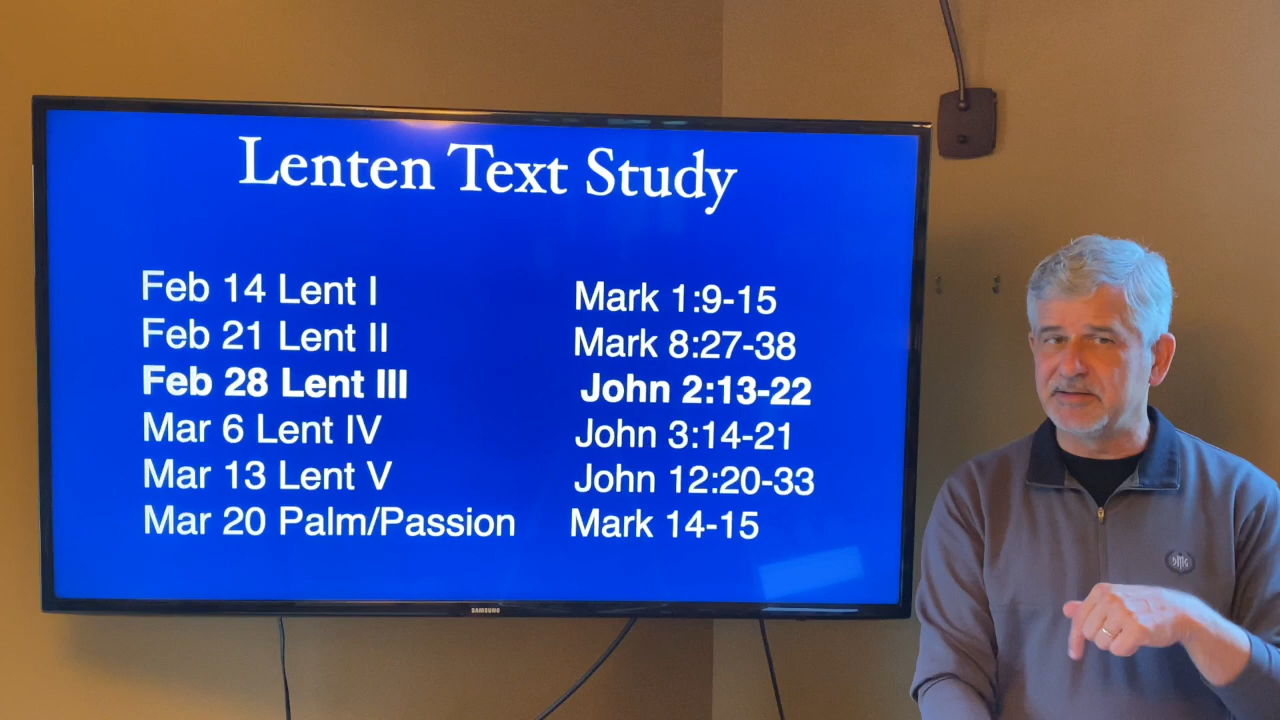 Lenten Text Study
Feb 14 Lent I Mark 1:9-15
Feb 21 Lent II Mark 8:27-38
Feb 28 Lent III John 2:13-22
Mar 6 Lent IV John 3:14-21
Mar 13 Lent V John 12:20-33
Mar 20 Palm/Passion Mark 14-15
SAMSUNG